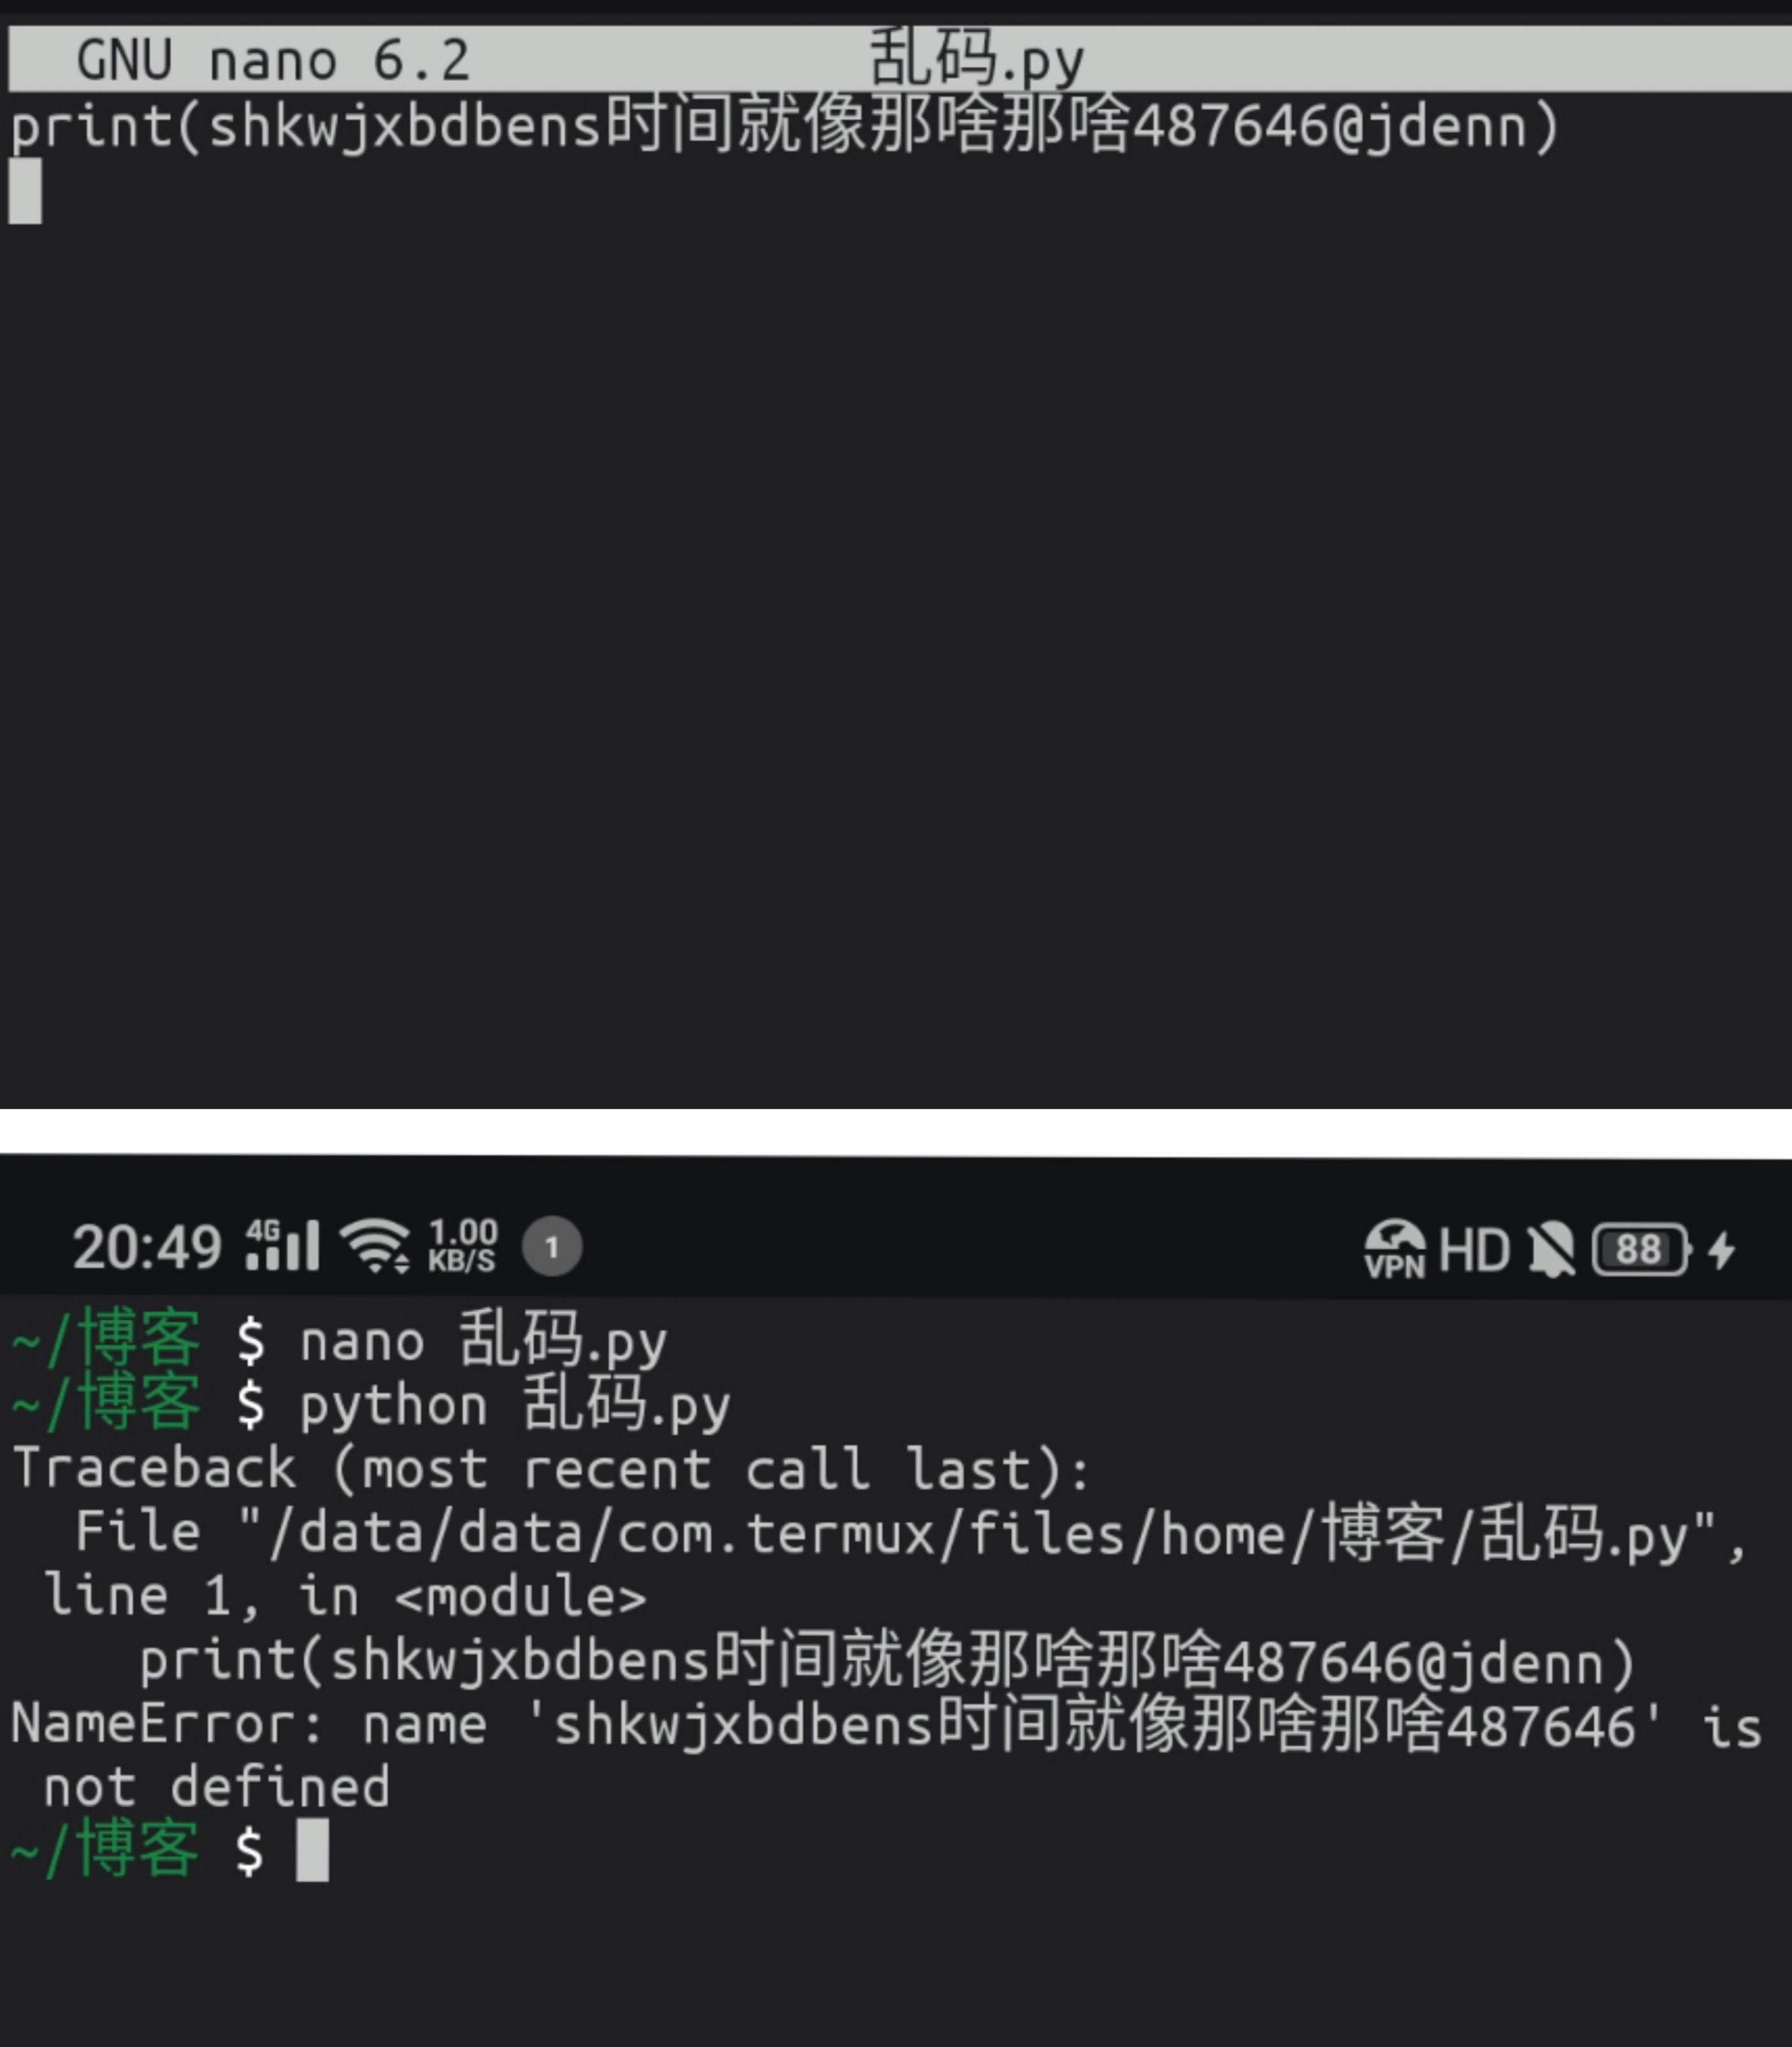 GNU nano 6.2 乱码.py
print(shkwjxbdbens时间就像那啥那啥487646@jdenn)
20:49 4G 1.00 KB/S 1 VPN HD 88
~/博客 $ nano 乱码.py
~/博客 $ python 乱码.py
Traceback (most recent call last):
File "/data/data/com.termux/files/home/博客/乱码.py",
line 1, in <module>
print(shkwjxbdbens时间就像那啥那啥487646@jdenn)
NameError: name 'shkwjxbdbens时间就像那啥那啥487646' is
not defined
~/博客 $